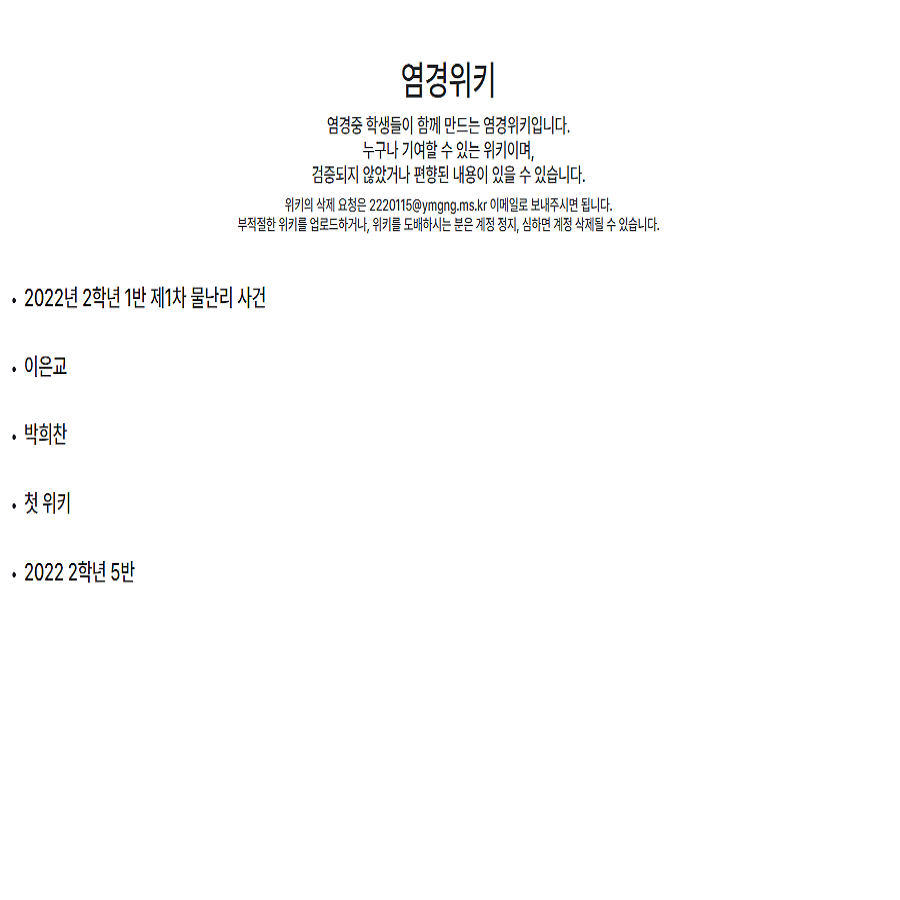 염경위키
염경중 학생들이 함께 만드는 염경위키입니다.
누구나 기여할 수 있는 위키이며,
검증되지 않았거나 편향된 내용이 있을 수 있습니다.
위키의 삭제 요청은 2220115@ymgng.ms.kr 이메일로 보내주시면 됩니다.
부적절한 위키를 업로드하거나, 위키를 도배하시는 분은 계정 정지, 심하면 계정 삭제될 수 있습니다.
• 2022년 2학년 1반 제1차 물난리 사건
• 이은교
• 박희찬
• 첫 위키
• 2022 2학년 5반